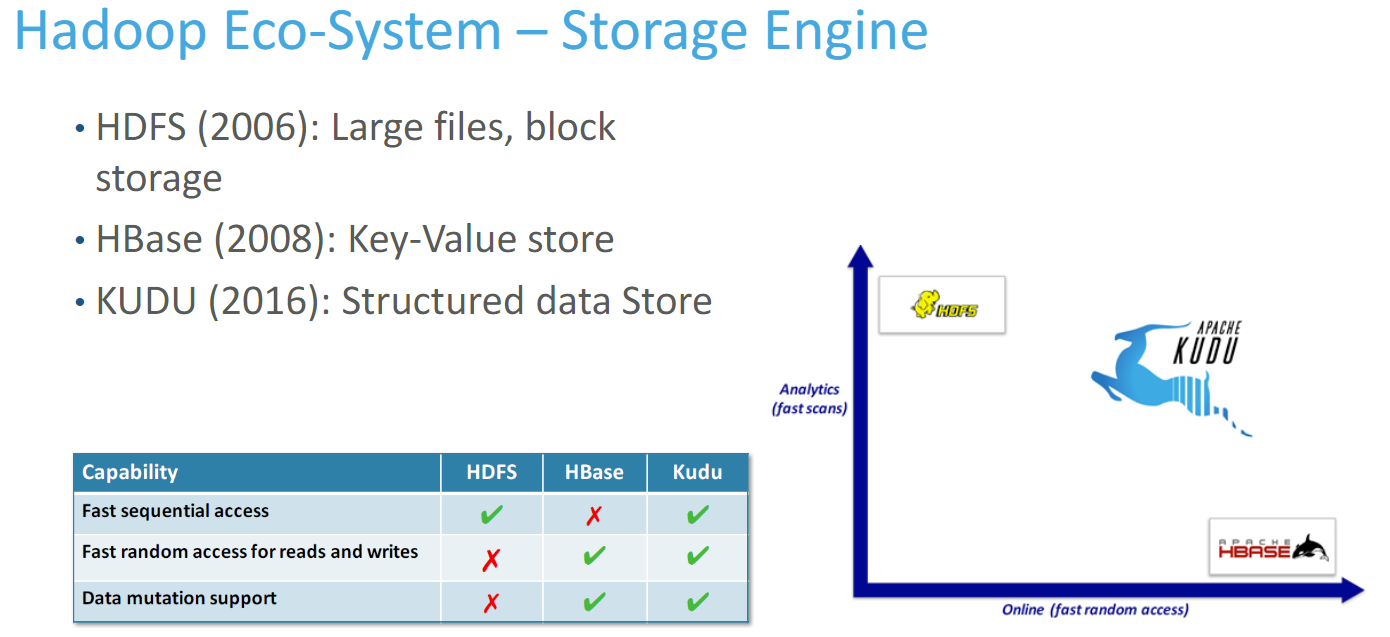 Hadoop Eco-System – Storage Engine
• HDFS (2006): Large files, block
storage
• HBase (2008): Key-Value store
• KUDU (2016): Structured data Store
Capability HDFS HBase Kudu
Fast sequential access ✓ ✗ ✓
Fast random access for reads and writes ✗ ✓ ✓
Data mutation support ✗ ✓ ✓
HDFS
APACHE
KUDU
Analytics
(fast scans)
APACHE
HBASE
Online (fast random access)